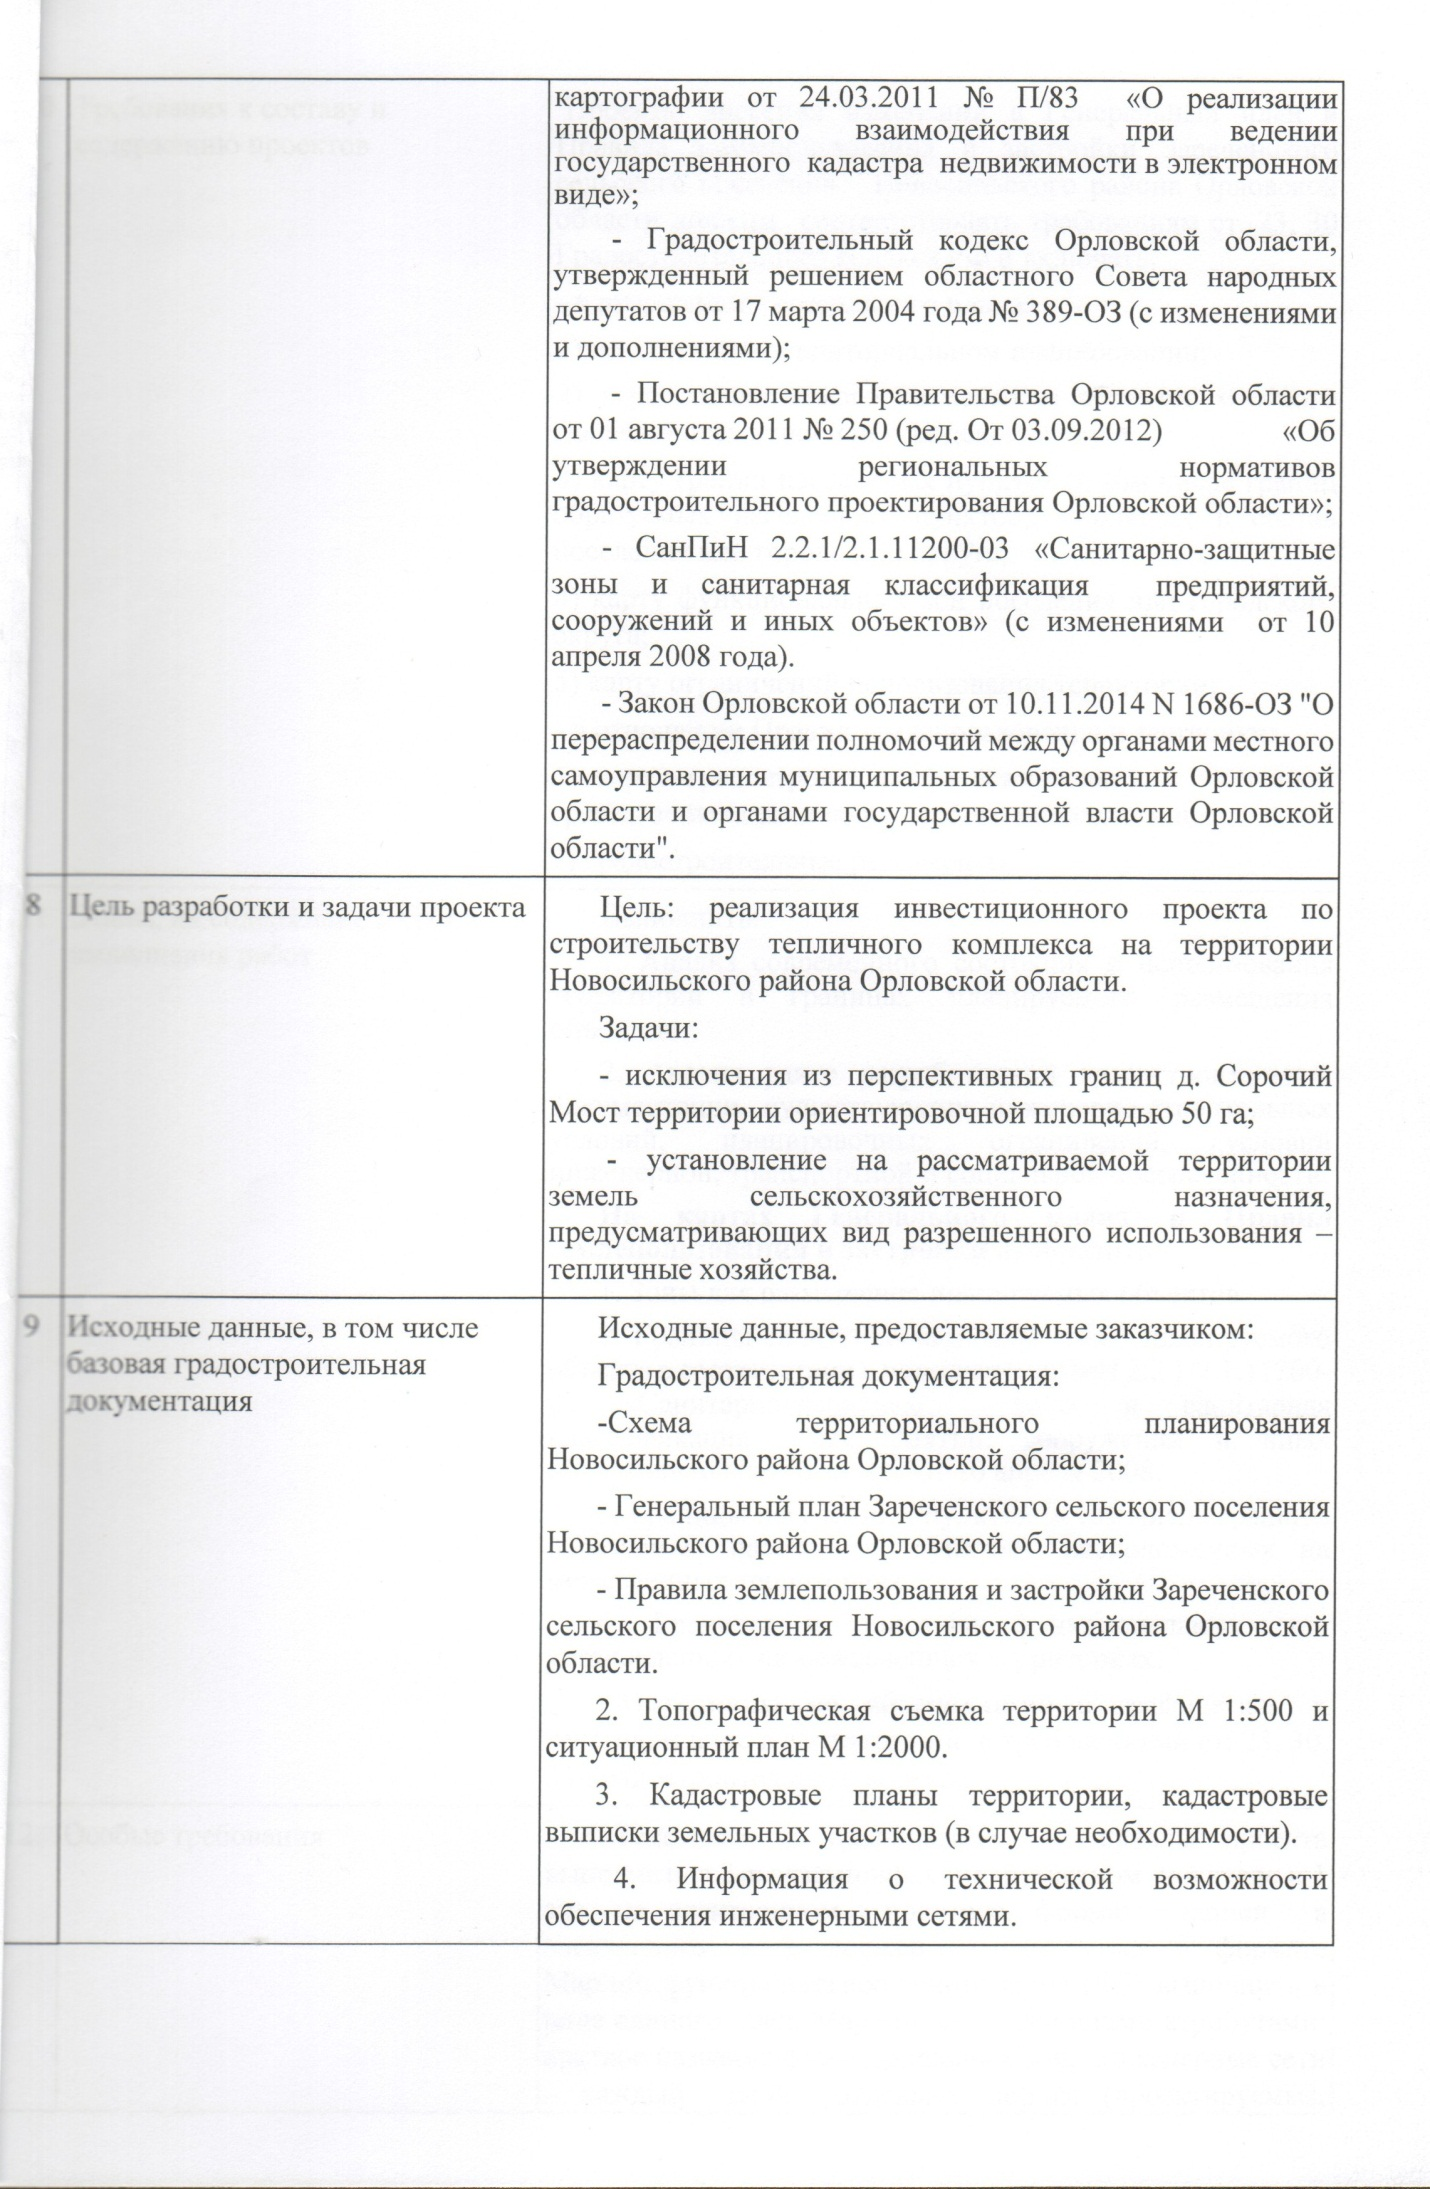 картографии от 24.03.2011 № П/83 «О реализации
информационного взаимодействия при ведении
государственного кадастра недвижимости в электронном
виде»;
- Градостроительный кодекс Орловской области,
утвержденный решением областного Совета народных
депутатов от 17 марта 2004 года № 389-ОЗ (с изменениями
и дополнениями);
- Постановление Правительства Орловской области
от 01 августа 2011 № 250 (ред. От 03.09.2012) «Об
утверждении региональных нормативов
градостроительного проектирования Орловской области»;
- СанПиН 2.2.1/2.1.11200-03 «Санитарно-защитные
зоны и санитарная классификация предприятий,
сооружений и иных объектов» (с изменениями от 10
апреля 2008 года).
- Закон Орловской области от 10.11.2014 N 1686-ОЗ "О
перераспределении полномочий между органами местного
самоуправления муниципальных образований Орловской
области и органами государственной власти Орловской
области".
8 Цель разработки и задачи проекта
Цель: реализация инвестиционного проекта по
строительству тепличного комплекса на территории
Новосильского района Орловской области.
Задачи:
- исключения из перспективных границ д. Сорочий
Мост территории ориентировочной площадью 50 га;
- установление на рассматриваемой территории
земель сельскохозяйственного назначения,
предусматривающих вид разрешенного использования –
тепличные хозяйства.
9 Исходные данные, в том числе
базовая градостроительная
документация
Исходные данные, предоставляемые заказчиком:
Градостроительная документация:
-Схема территориального планирования
Новосильского района Орловской области;
- Генеральный план Зареченского сельского поселения
Новосильского района Орловской области;
- Правила землепользования и застройки Зареченского
сельского поселения Новосильского района Орловской
области.
2. Топографическая съемка территории М 1:500 и
ситуационный план М 1:2000.
3. Кадастровые планы территории, кадастровые
выписки земельных участков (в случае необходимости).
4. Информация о технической возможности
обеспечения инженерными сетями.